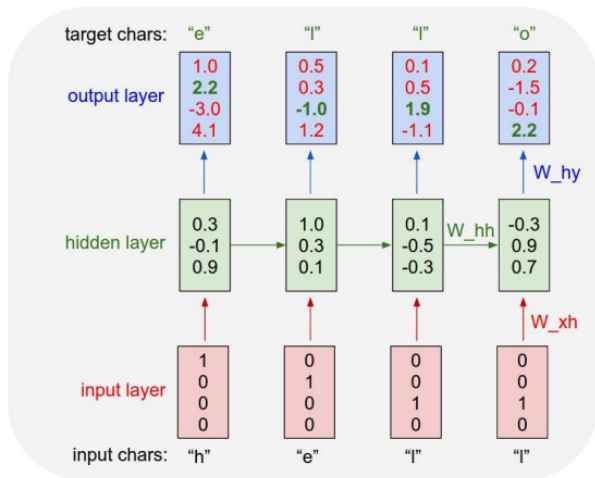 target chars: “e” “l” “l” “o”
1.0 0.5 0.1 0.2
output layer 2.2 0.3 0.5 -1.5
-3.0 -1.0 1.9 -0.1
4.1 1.2 -1.1 2.2
W_hy
0.3 1.0 0.1 W_hh -0.3
hidden layer -0.1 0.3 -0.5 0.9
0.9 0.1 -0.3 0.7
W_xh
1 0 0 0
0 1 0 0
input layer 0 0 1 1
0 0 0 0
input chars: “h” “e” “l” “l”